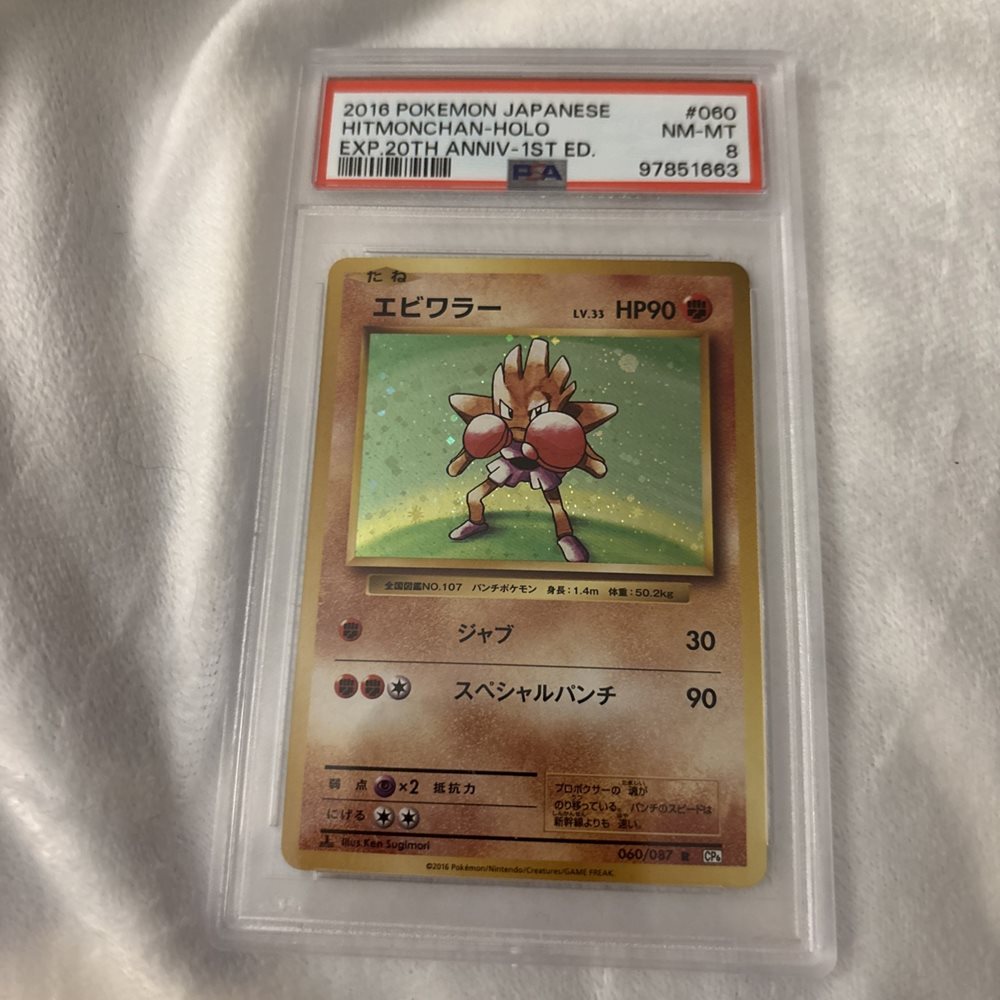 2016 POKEMON JAPANESE #060
HITMONCHAN-HOLO NM-MT
EXP.20TH ANNIV-1ST ED. 8
PSA 97851663
たね
エビワラー LV.33 HP90
全国図鑑NO.107 パンチポケモン 身長:1.4m 体重:50.2kg
ジャブ 30
スペシャルパンチ 90
弱点 ×2 抵抗力
にげる
プロボクサーの 魂が
のり移っている。パンチのスピードは
新幹線よりも 速い。
Illus. Ken Sugimori 060/087 R CP6
©2016 Pokémon/Nintendo/Creatures/GAME FREAK.